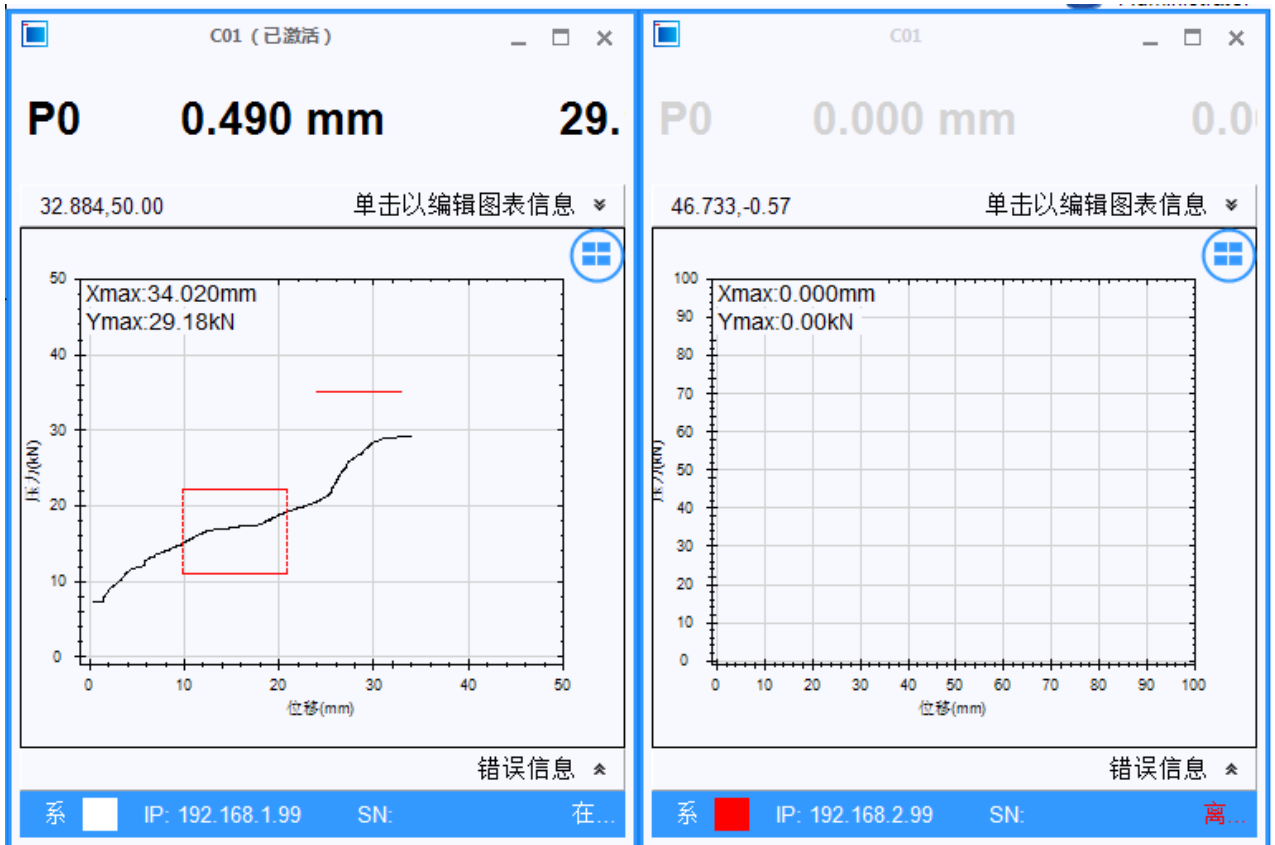 C01（已激活）
P0 0.490 mm 29.
32.884,50.00 单击以编辑图表信息
Xmax:34.020mm
Ymax:29.18kN
50
40
30
20
10
0
压力(kN)
0 10 20 30 40 50
位移(mm)
错误信息
系 IP: 192.168.1.99 SN: 在...
C01
P0 0.000 mm 0.0
46.733,-0.57 单击以编辑图表信息
Xmax:0.000mm
Ymax:0.00kN
100
90
80
70
60
50
40
30
20
10
0
压力(kN)
0 10 20 30 40 50 60 70 80 90 100
位移(mm)
错误信息
系 IP: 192.168.2.99 SN: 离...